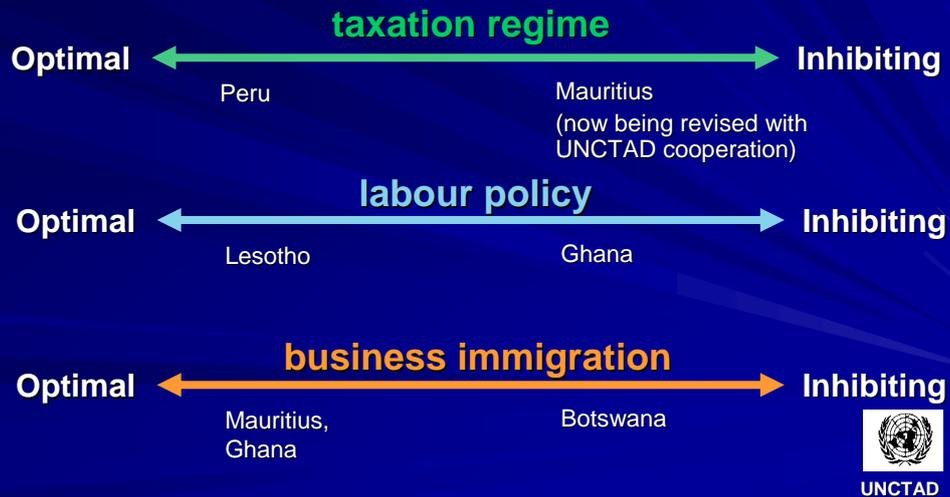 taxation regime
Optimal Inhibiting
Peru Mauritius
(now being revised with
UNCTAD cooperation)
labour policy
Optimal Inhibiting
Lesotho Ghana
business immigration
Optimal Inhibiting
Mauritius, Botswana
Ghana
UNCTAD